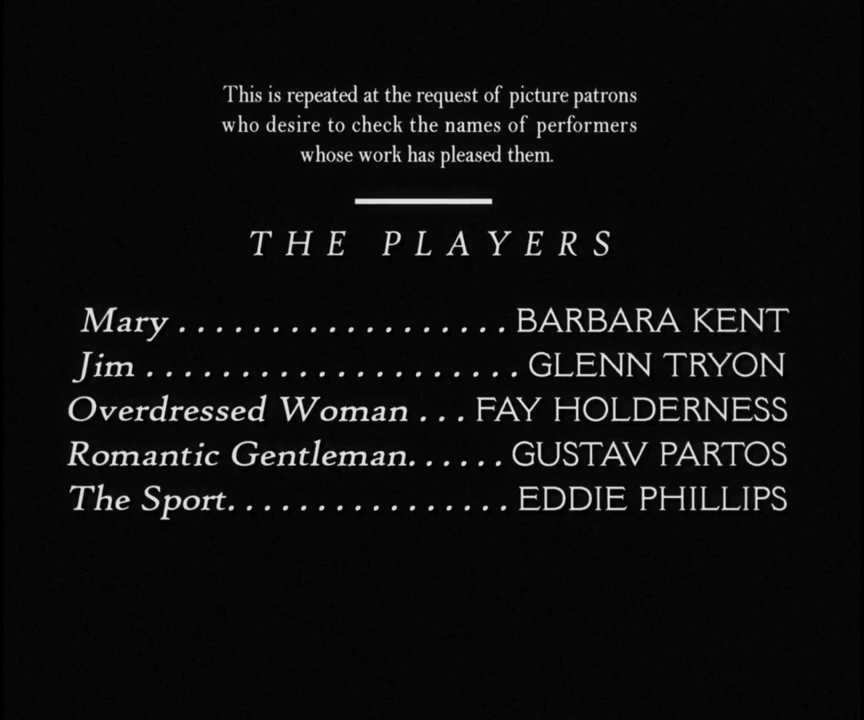 This is repeated at the request of picture patrons
who desire to check the names of performers
whose work has pleased them.
THE PLAYERS
Mary . . . . . . . . . . . . . . . . . . BARBARA KENT
Jim . . . . . . . . . . . . . . . . . . . . GLENN TRYON
Overdressed Woman . . . FAY HOLDERNESS
Romantic Gentleman. . . . . . GUSTAV PARTOS
The Sport. . . . . . . . . . . . . . . . EDDIE PHILLIPS